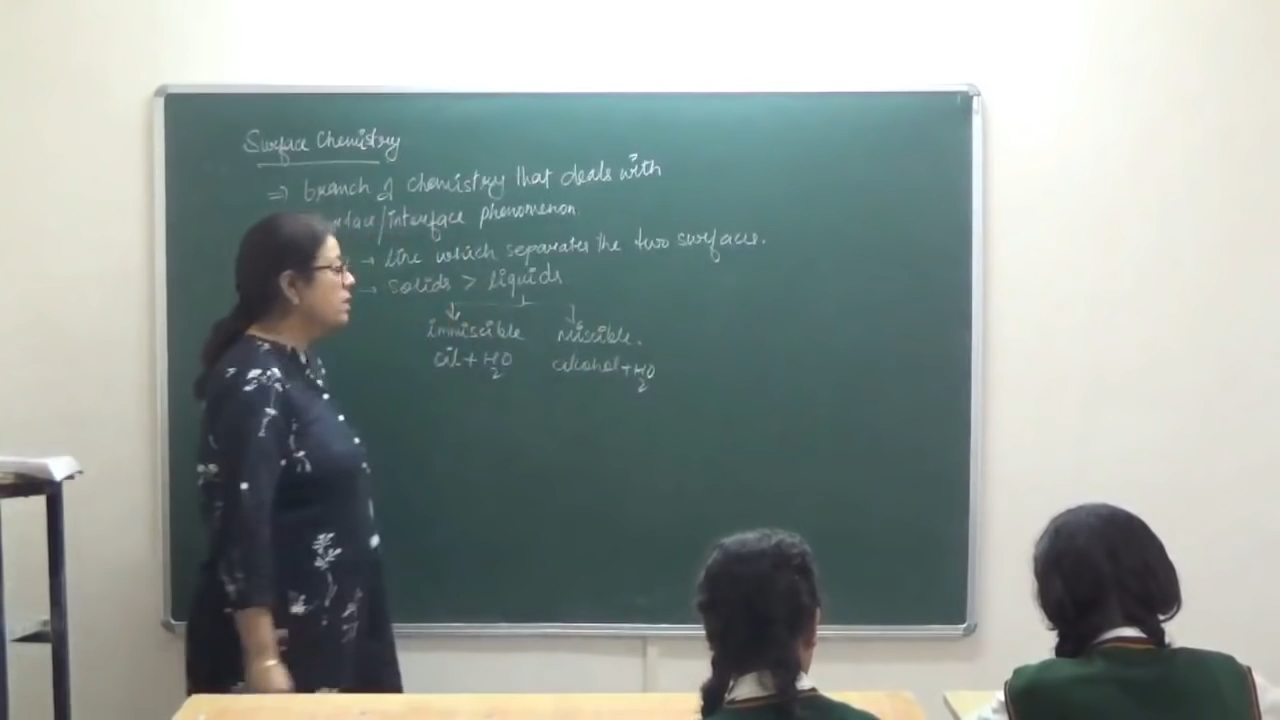 Surface Chemistry
⇒ branch of chemistry that deals with
surface/interface phenomenon.
→ line which separates the two surfaces.
→ solids > liquids
immiscible miscible.
oil + H2O alcohol + H2O